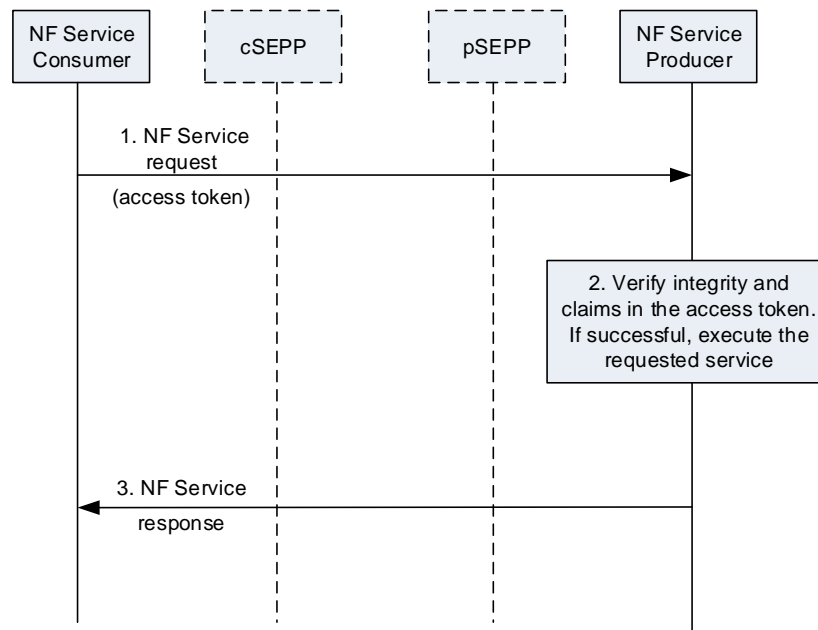 NF Service
Consumer
cSEPP
pSEPP
NF Service
Producer
1. NF Service
request
(access token)
2. Verify integrity and
claims in the access token.
If successful, execute the
requested service
3. NF Service
response